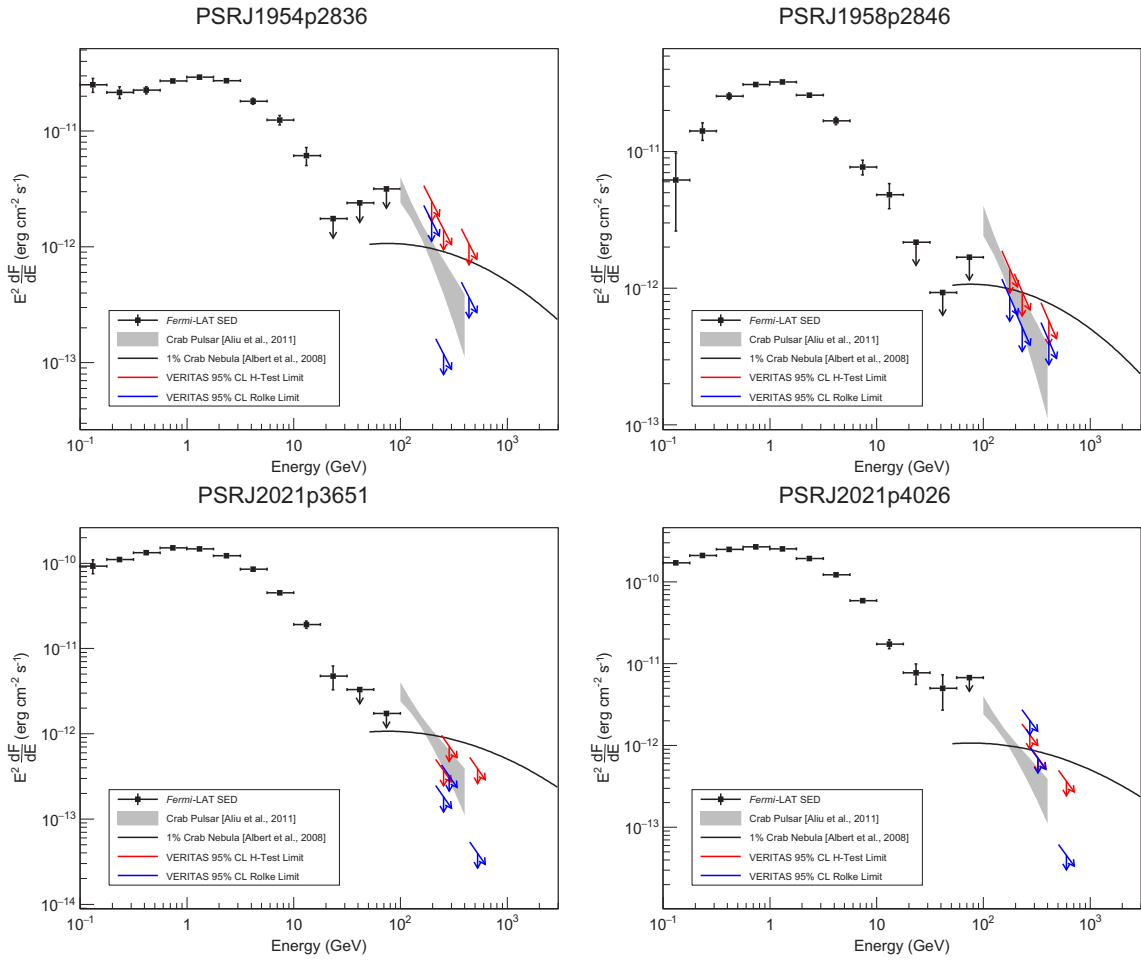 PSRJ1954p2836
E² dF/dE (erg cm⁻² s⁻¹)
10⁻¹¹
10⁻¹²
10⁻¹³
Fermi-LAT SED
Crab Pulsar [Aliu et al., 2011]
1% Crab Nebula [Albert et al., 2008]
VERITAS 95% CL H-Test Limit
VERITAS 95% CL Rolke Limit
10⁻¹ 1 10 10² 10³
Energy (GeV)
PSRJ1958p2846
E² dF/dE (erg cm⁻² s⁻¹)
10⁻¹¹
10⁻¹²
10⁻¹³
Fermi-LAT SED
Crab Pulsar [Aliu et al., 2011]
1% Crab Nebula [Albert et al., 2008]
VERITAS 95% CL H-Test Limit
VERITAS 95% CL Rolke Limit
10⁻¹ 1 10 10² 10³
Energy (GeV)
PSRJ2021p3651
E² dF/dE (erg cm⁻² s⁻¹)
10⁻¹⁰
10⁻¹¹
10⁻¹²
10⁻¹³
10⁻¹⁴
Fermi-LAT SED
Crab Pulsar [Aliu et al., 2011]
1% Crab Nebula [Albert et al., 2008]
VERITAS 95% CL H-Test Limit
VERITAS 95% CL Rolke Limit
10⁻¹ 1 10 10² 10³
Energy (GeV)
PSRJ2021p4026
E² dF/dE (erg cm⁻² s⁻¹)
10⁻¹⁰
10⁻¹¹
10⁻¹²
10⁻¹³
Fermi-LAT SED
Crab Pulsar [Aliu et al., 2011]
1% Crab Nebula [Albert et al., 2008]
VERITAS 95% CL H-Test Limit
VERITAS 95% CL Rolke Limit
10⁻¹ 1 10 10² 10³
Energy (GeV)